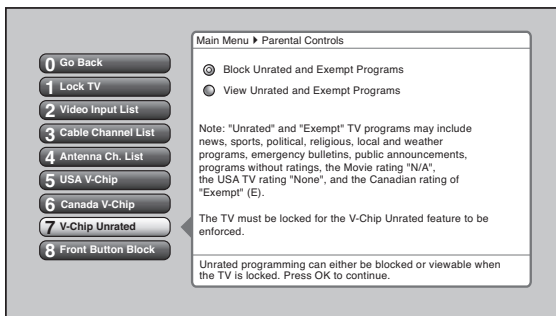 Main Menu ▶ Parental Controls
0 Go Back
1 Lock TV
2 Video Input List
3 Cable Channel List
4 Antenna Ch. List
5 USA V-Chip
6 Canada V-Chip
7 V-Chip Unrated
8 Front Button Block
Block Unrated and Exempt Programs
View Unrated and Exempt Programs
Note: "Unrated" and "Exempt" TV programs may include
news, sports, political, religious, local and weather
programs, emergency bulletins, public announcements,
programs without ratings, the Movie rating "N/A",
the USA TV rating "None", and the Canadian rating of
"Exempt" (E).
The TV must be locked for the V-Chip Unrated feature to be
enforced.
Unrated programming can either be blocked or viewable when
the TV is locked. Press OK to continue.